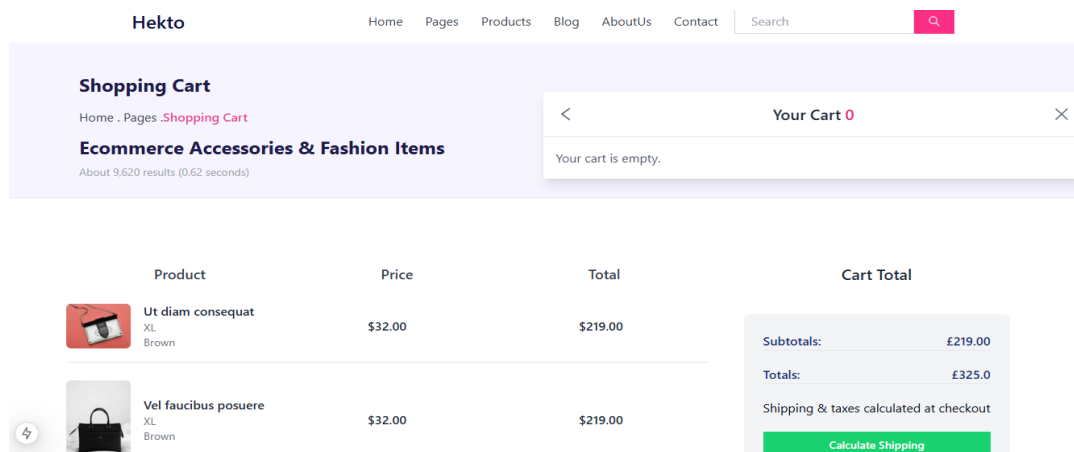 Hekto
Home Pages Products Blog AboutUs Contact Search
Shopping Cart
Home . Pages .Shopping Cart
Ecommerce Accessories & Fashion Items
About 9,620 results (0.62 seconds)
Your Cart 0
Your cart is empty.
Product Price Total
Ut diam consequat
XL
Brown
$32.00 $219.00
Vel faucibus posuere
XL
Brown
$32.00 $219.00
Cart Total
Subtotals: £219.00
Totals: £325.0
Shipping & taxes calculated at checkout
Calculate Shipping